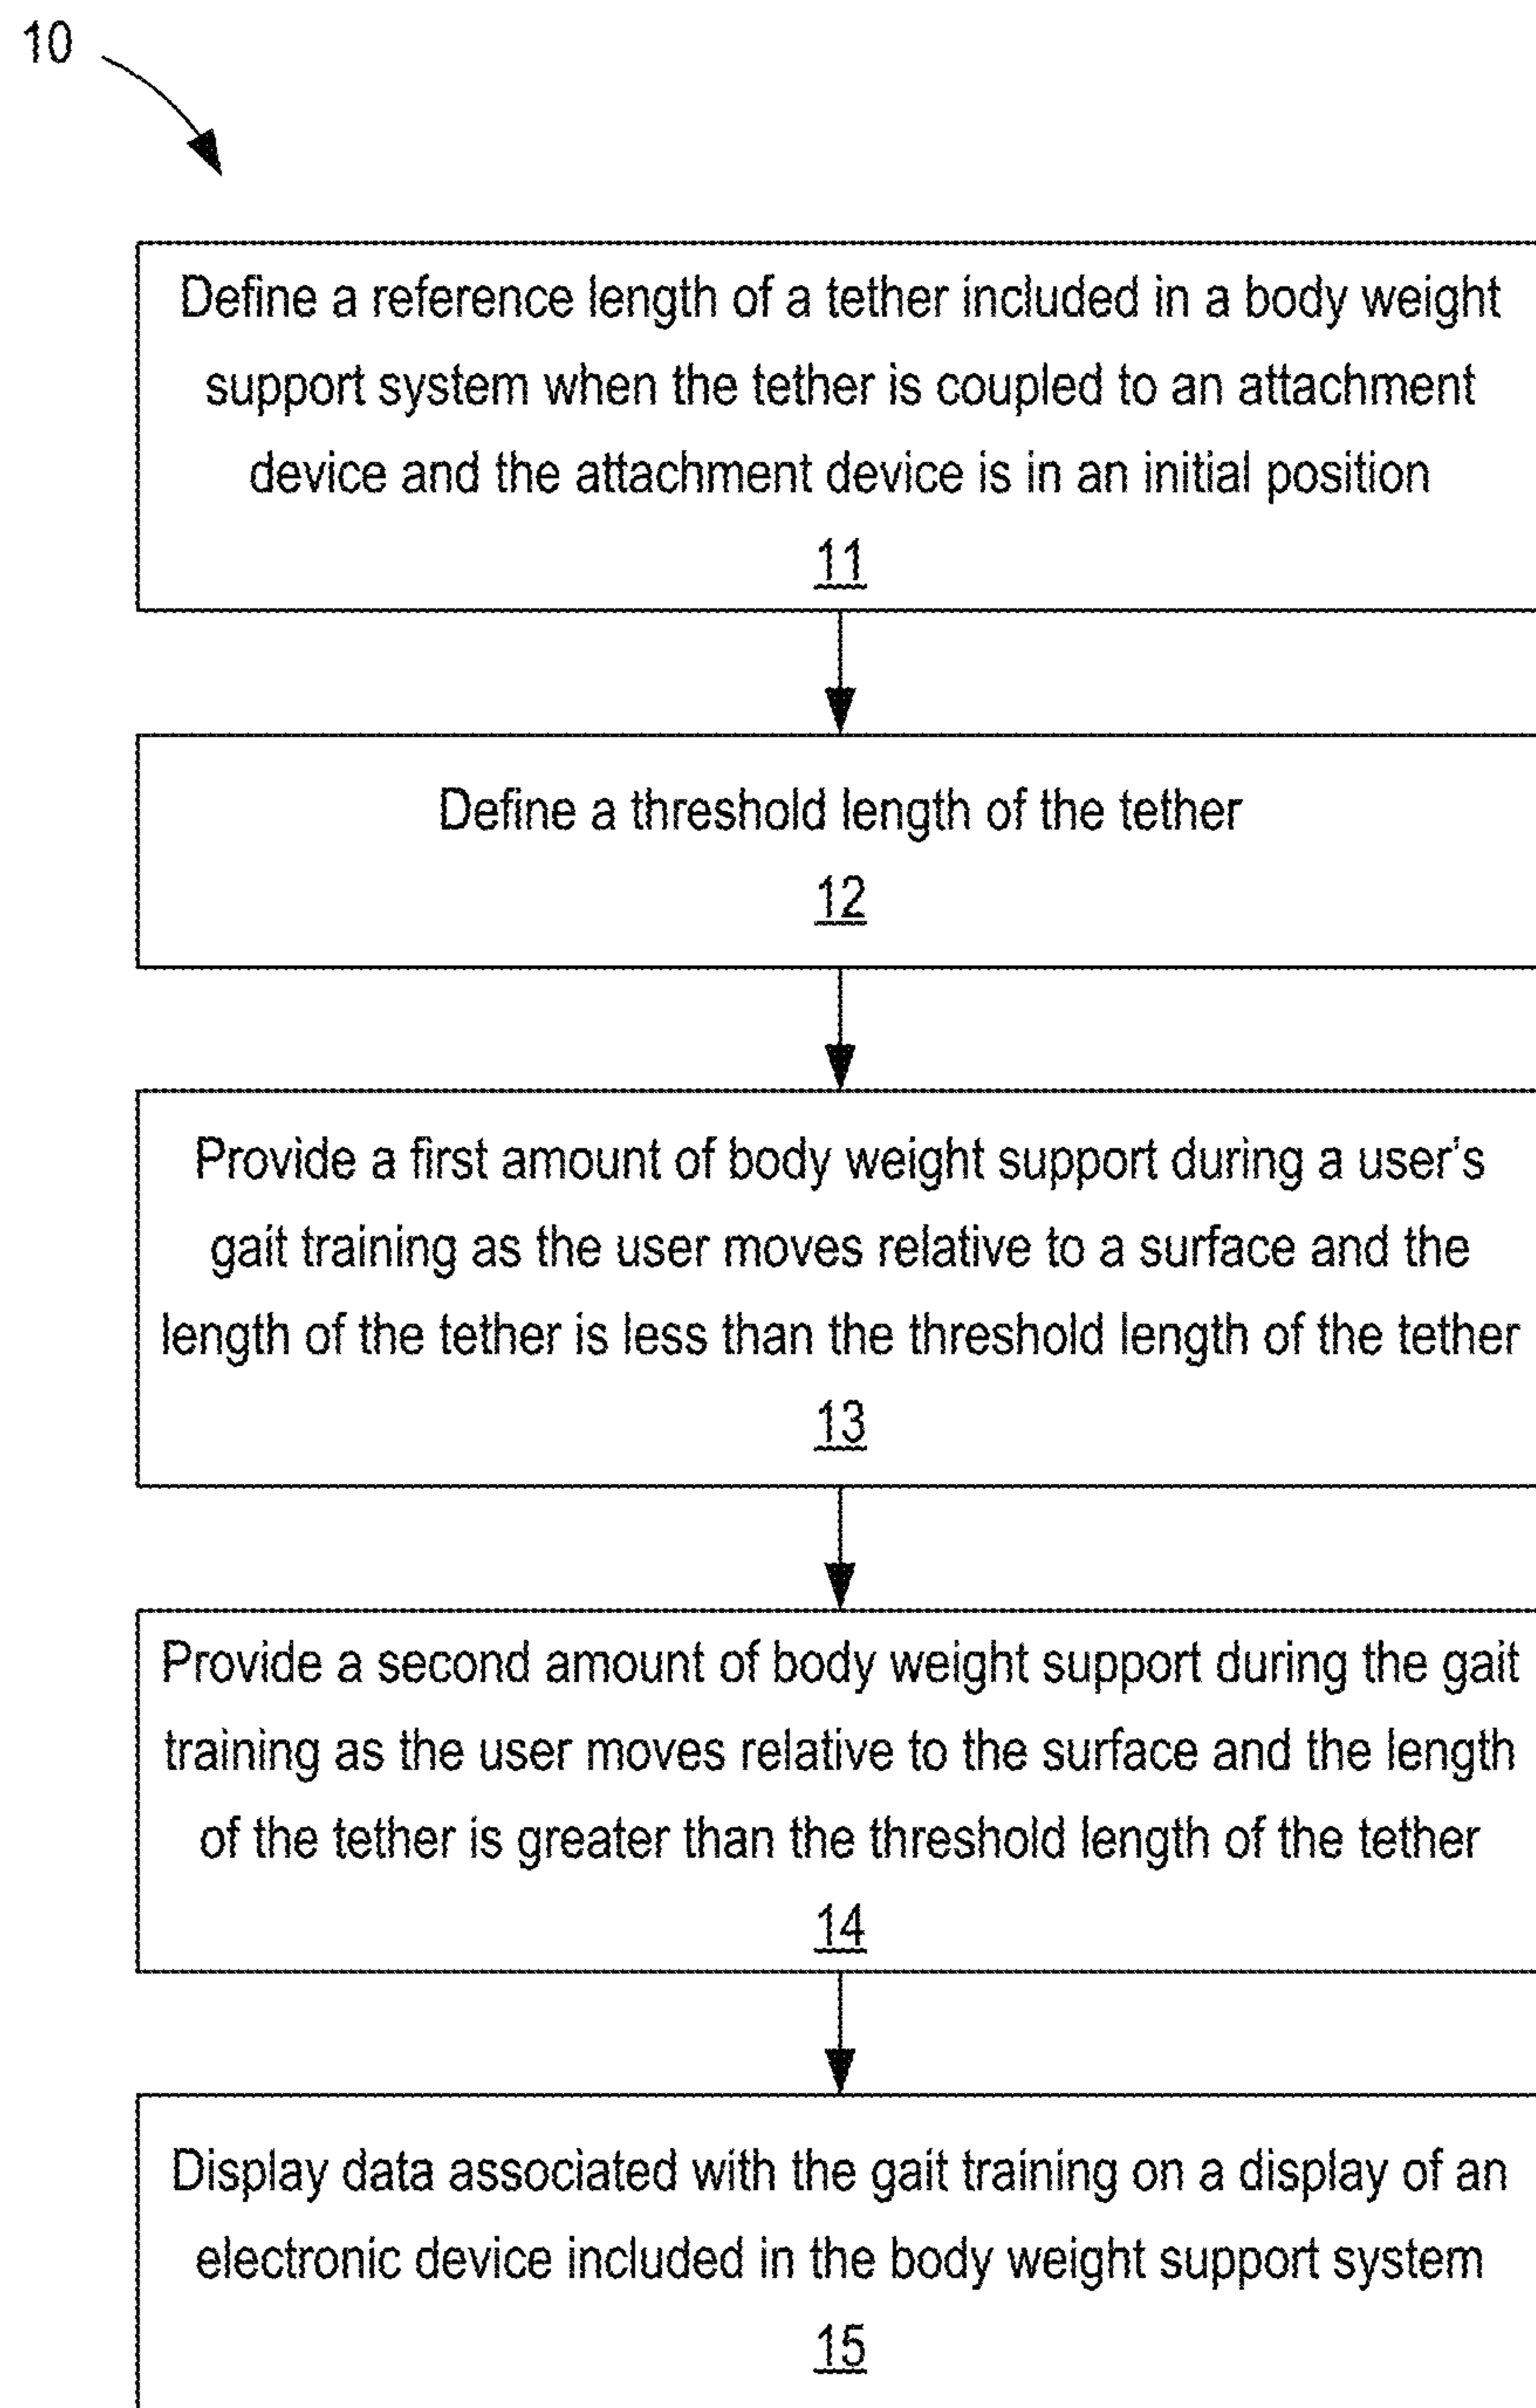 10
Define a reference length of a tether included in a body weight
support system when the tether is coupled to an attachment
device and the attachment device is in an initial position
11
Define a threshold length of the tether
12
Provide a first amount of body weight support during a user's
gait training as the user moves relative to a surface and the
length of the tether is less than the threshold length of the tether
13
Provide a second amount of body weight support during the gait
training as the user moves relative to the surface and the length
of the tether is greater than the threshold length of the tether
14
Display data associated with the gait training on a display of an
electronic device included in the body weight support system
15